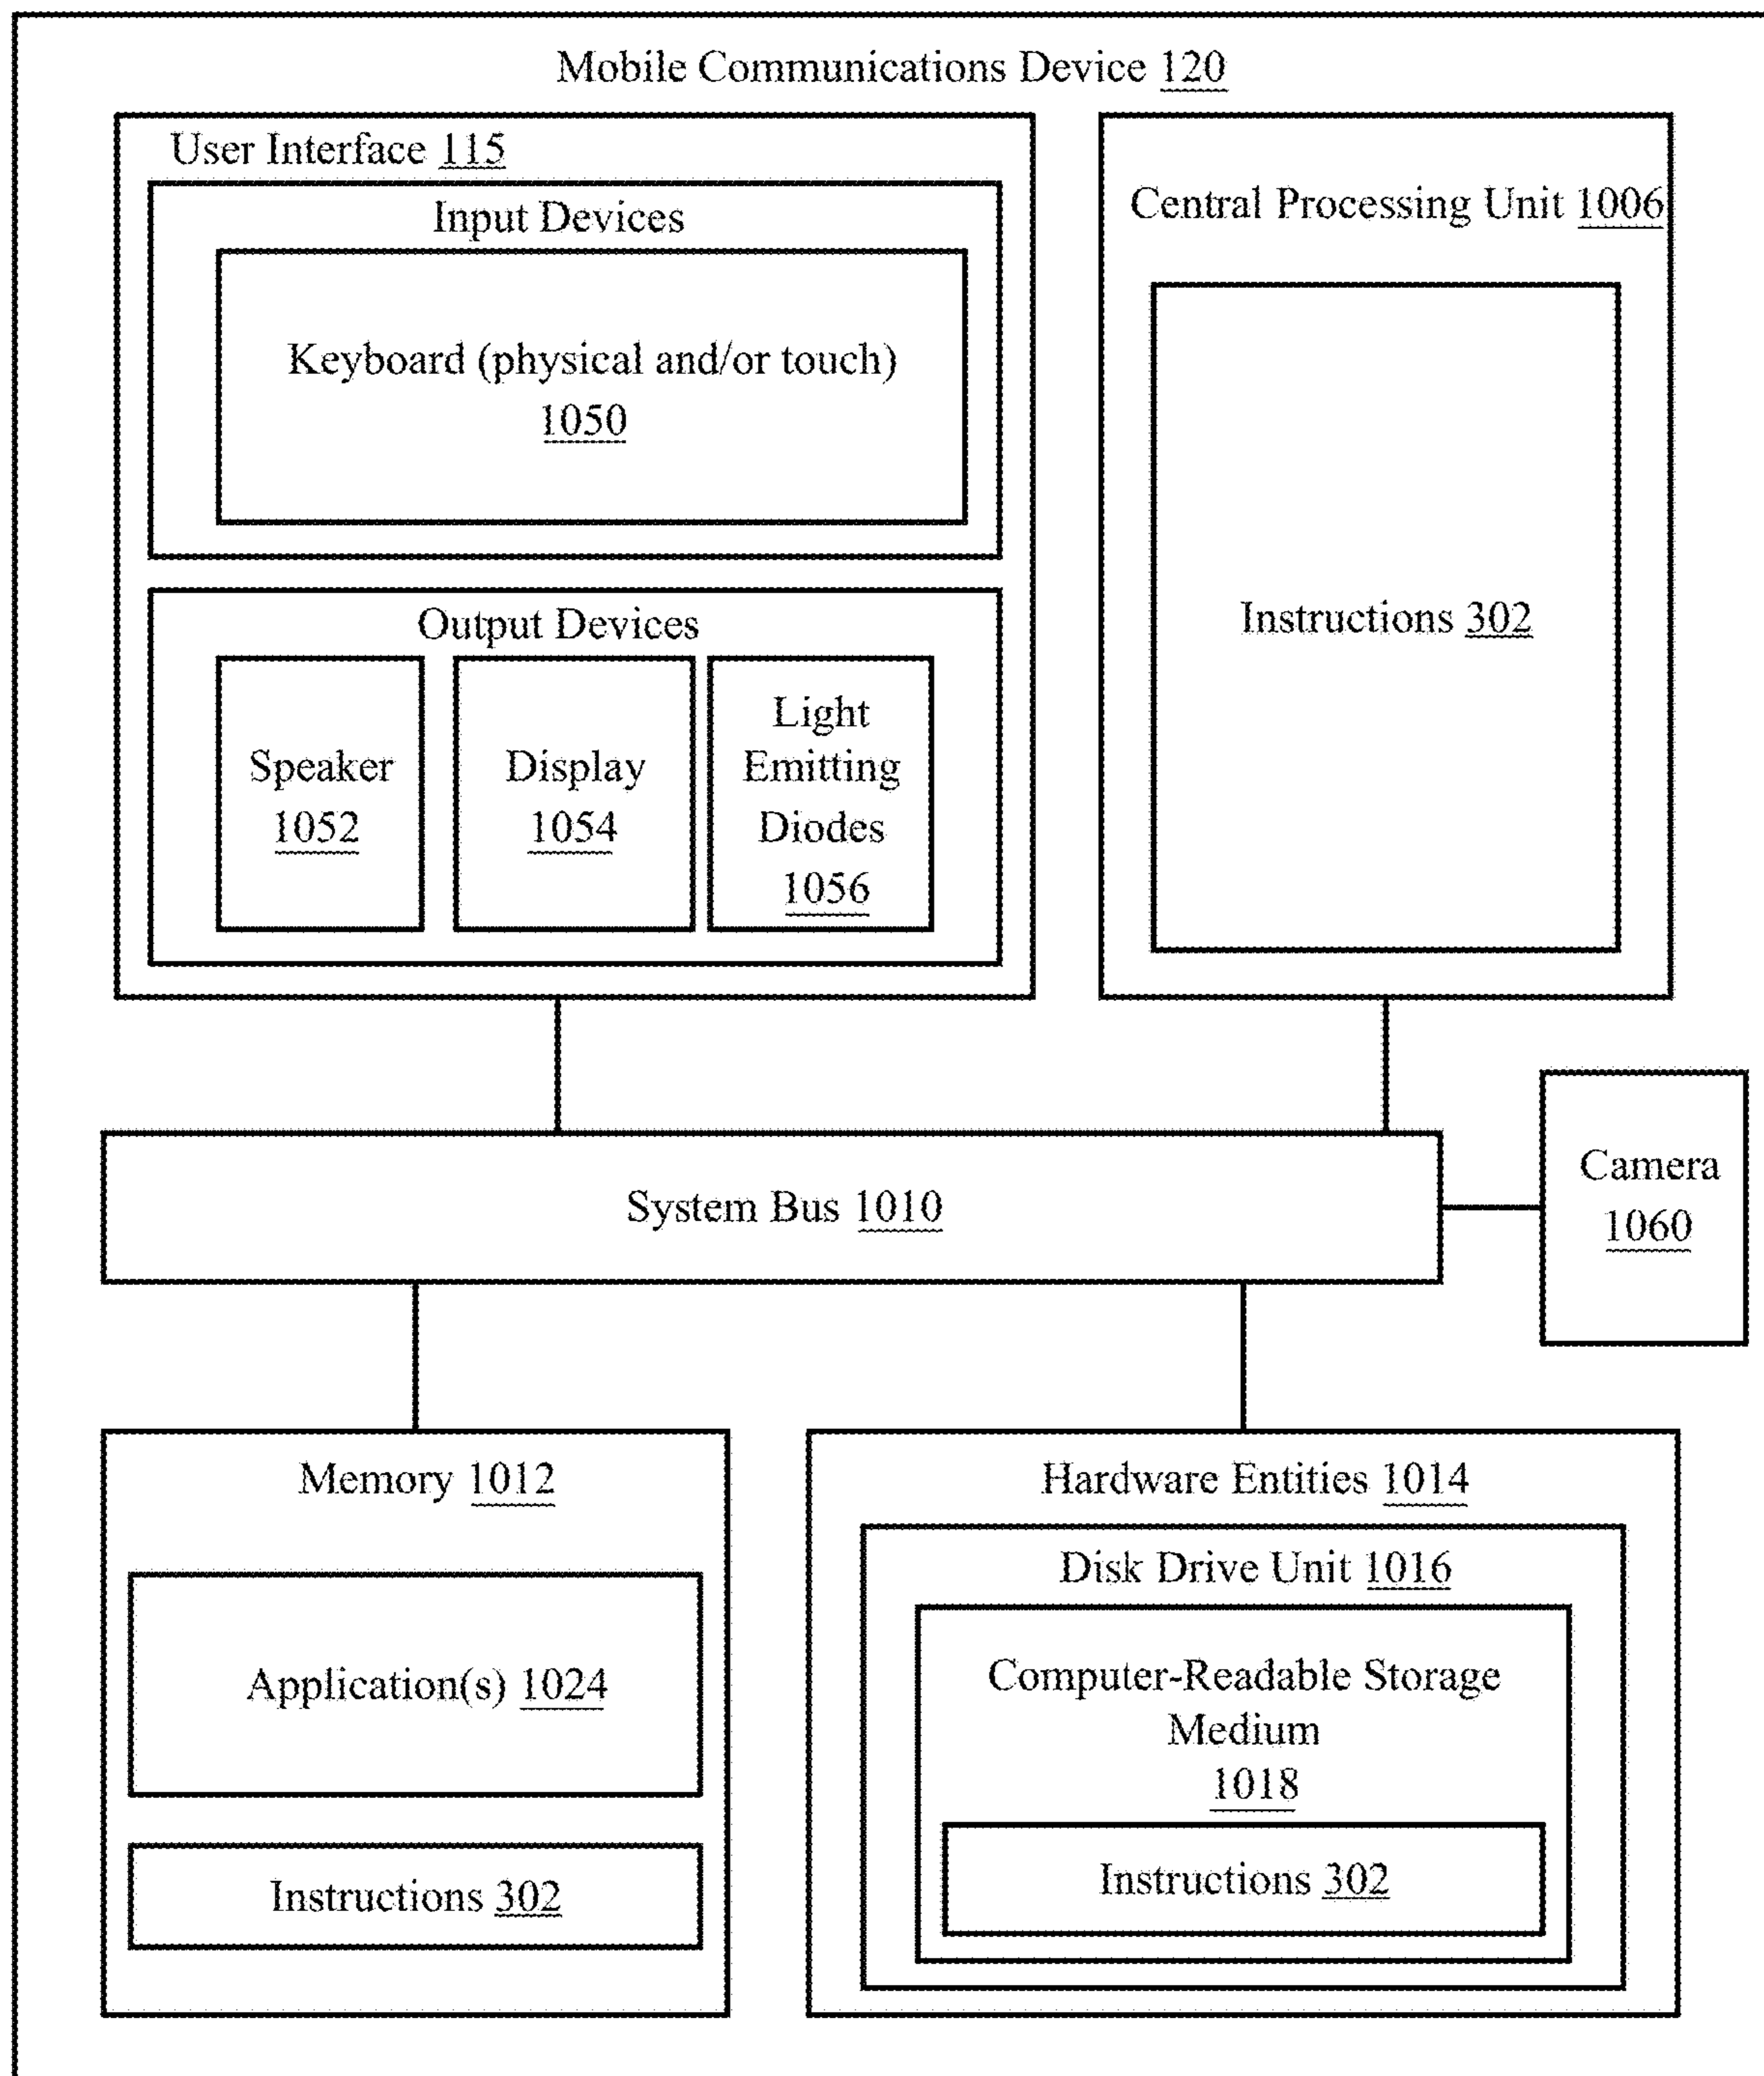 Mobile Communications Device 120
User Interface 115
Input Devices
Keyboard (physical and/or touch)
1050
Output Devices
Speaker
1052
Display
1054
Light
Emitting
Diodes
1056
Central Processing Unit 1006
Instructions 302
System Bus 1010
Camera
1060
Memory 1012
Application(s) 1024
Instructions 302
Hardware Entities 1014
Disk Drive Unit 1016
Computer-Readable Storage
Medium
1018
Instructions 302